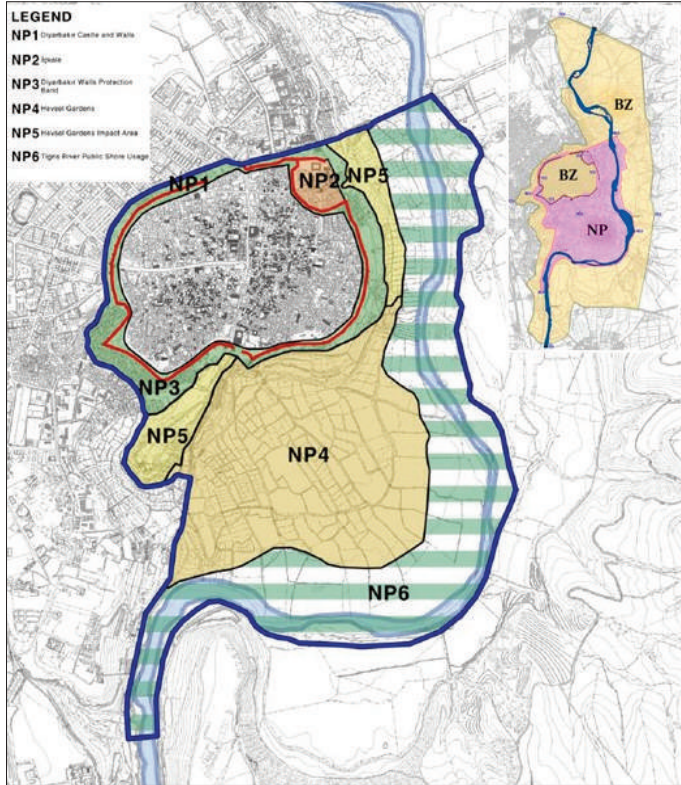 LEGEND
NP1 Diyarbakır Castle and Walls
NP2 İçkale
NP3 Diyarbakır Walls Protection
Band
NP4 Hevsel Gardens
NP5 Hevsel Gardens Impact Area
NP6 Tigris River Public Shore Usage
BZ
BZ
NP
NP1
NP2
NP5
NP3
NP5
NP4
NP6